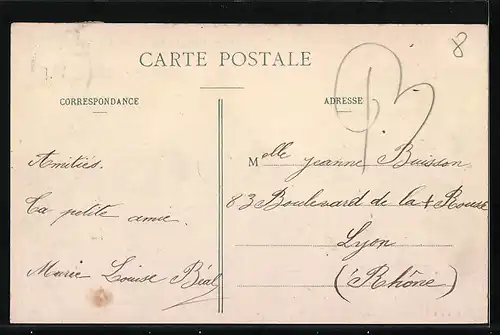 8
CARTE POSTALE
CORRESPONDANCE
ADRESSE
Amitiés.
Ta petite amie.
Marie Louise Béal
Melle Jeanne Buisson
83 Boulevard de la + Rousse
Lyon
(Rhône)